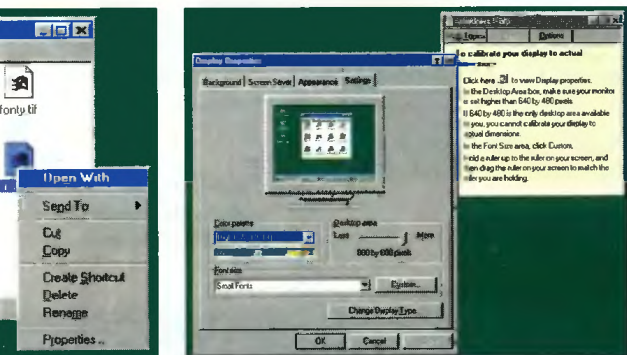 fonty.tif
Open With
Send To
Cut
Copy
Create Shortcut
Delete
Rename
Properties...
Display Properties
Background
Screen Saver
Appearance
Settings
Color palette
Desktop area
Less
More
800 by 600 pixels
Font size
Small Fonts
Custom...
Change Display Type...
OK
Cancel
Topics
Options
To calibrate your display to actual
Click here to view Display properties.
In the Desktop Area box, make sure your monitor
is set higher than 640 by 480 pixels.
If 640 by 480 is the only desktop area available
to you, you cannot calibrate your display to
actual dimensions.
In the Font Size area, click Custom.
Hold a ruler up to the ruler on your screen, and
then drag the ruler on your screen to match the
ruler you are holding.